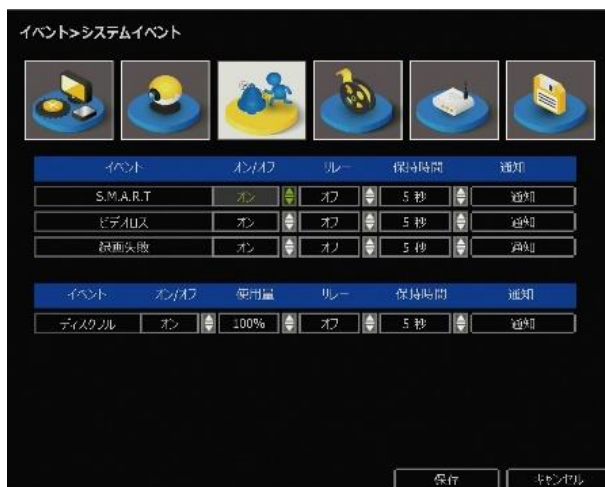 イベント>システムイベント
イベント オン/オフ リレー 保持時間 通知
S.M.A.R.T オン オフ 5 秒 通知
ビデオロス オン オフ 5 秒 通知
録画失敗 オン オフ 5 秒 通知
イベント オン/オフ 使用量 リレー 保持時間 通知
ディスクフル オン 100% オフ 5 秒 通知
保存 キャンセル